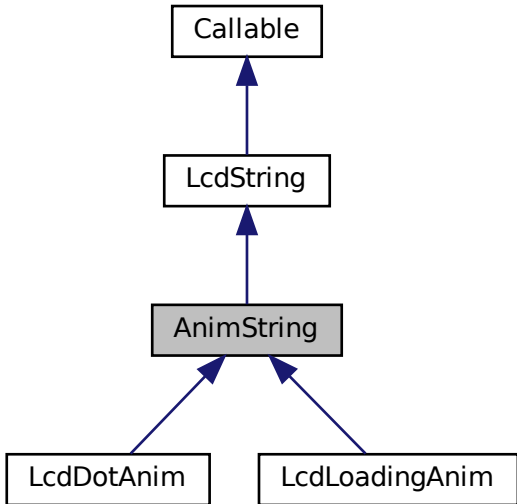 Callable
LcdString
AnimString
LcdDotAnim
LcdLoadingAnim